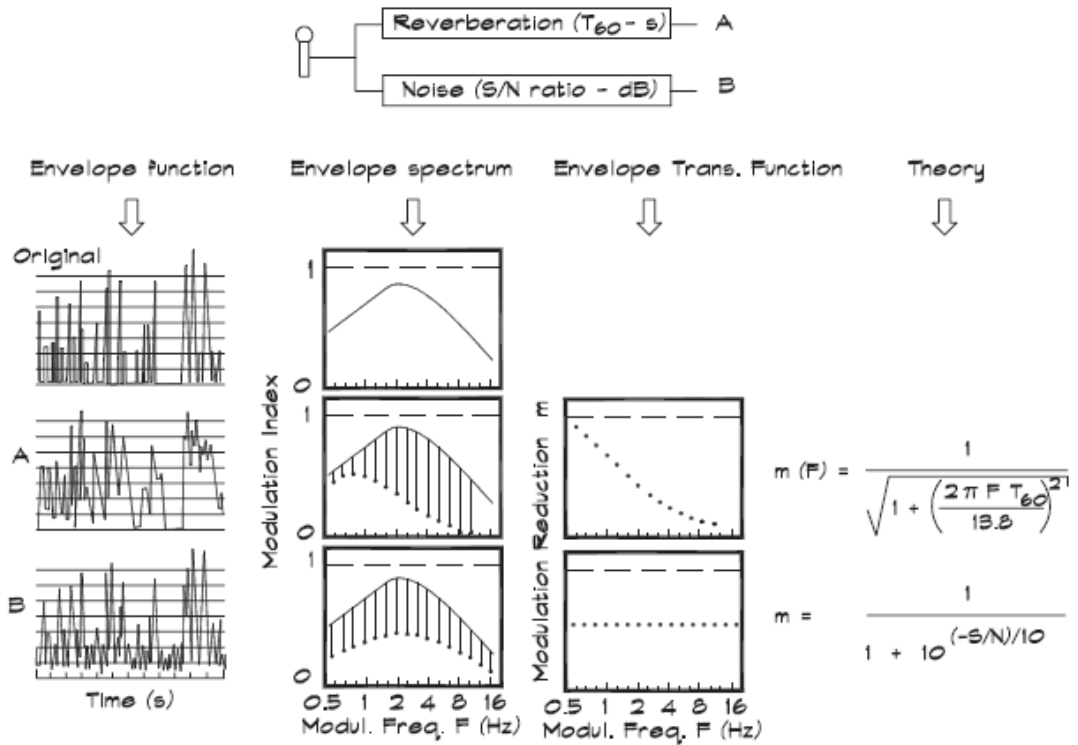 Reverberation (T60 - s) A
Noise (S/N ratio - dB) B
Envelope function Envelope spectrum Envelope Trans. Function Theory
Original
1
0
Modulation Index
A
1
0
Modulation Reduction m
m (F) = 1 / √ 1 + (2 π F T60 / 13.8)²
B
1
0
m = 1 / 1 + 10^(-S/N)/10
Time (s)
0.5 1 2 4 8 16
Modul. Freq. F (Hz)
0.5 1 2 4 8 16
Modul. Freq. F (Hz)